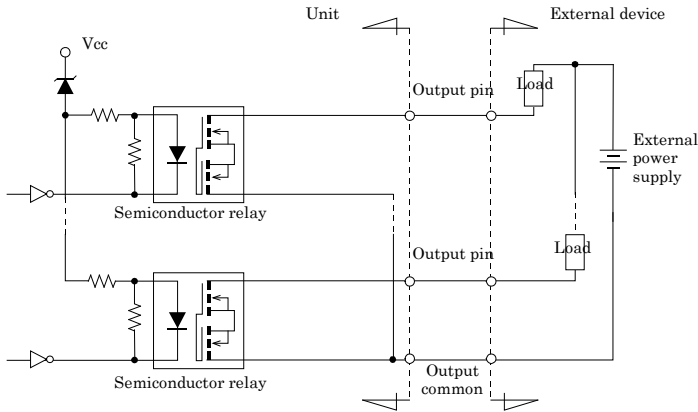 Unit
External device
Vcc
Output pin
Load
External
power
supply
Semiconductor relay
Output pin
Load
Semiconductor relay
Output
common